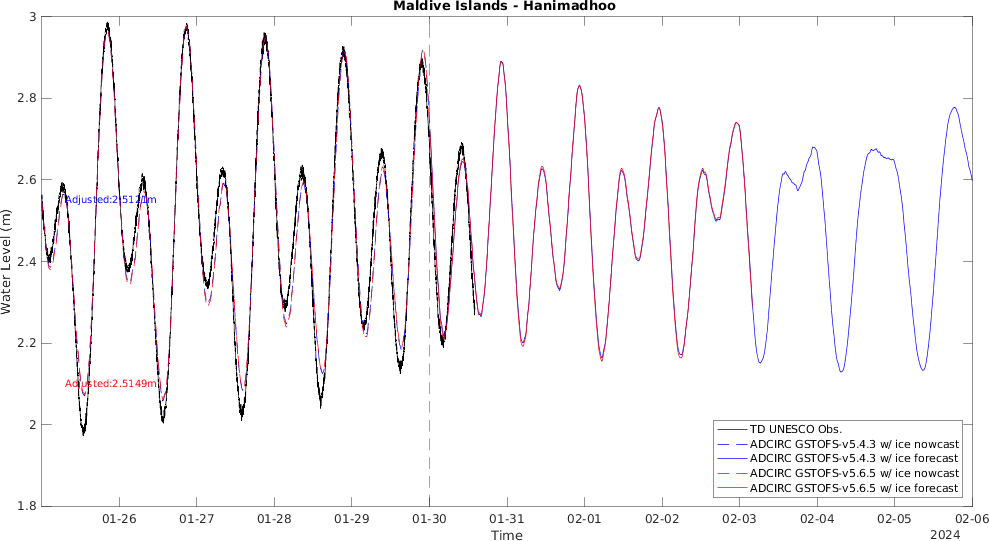 Maldive Islands - Hanimadhoo
Water Level (m)
3
2.8
2.6
2.4
2.2
2
1.8
Adjusted:2.5121m
Adjusted:2.5149m
TD UNESCO Obs.
ADCIRC GSTOFS-v5.4.3 w/ ice nowcast
ADCIRC GSTOFS-v5.4.3 w/ ice forecast
ADCIRC GSTOFS-v5.6.5 w/ ice nowcast
ADCIRC GSTOFS-v5.6.5 w/ ice forecast
01-26 01-27 01-28 01-29 01-30 01-31 02-01 02-02 02-03 02-04 02-05 02-06
Time
2024